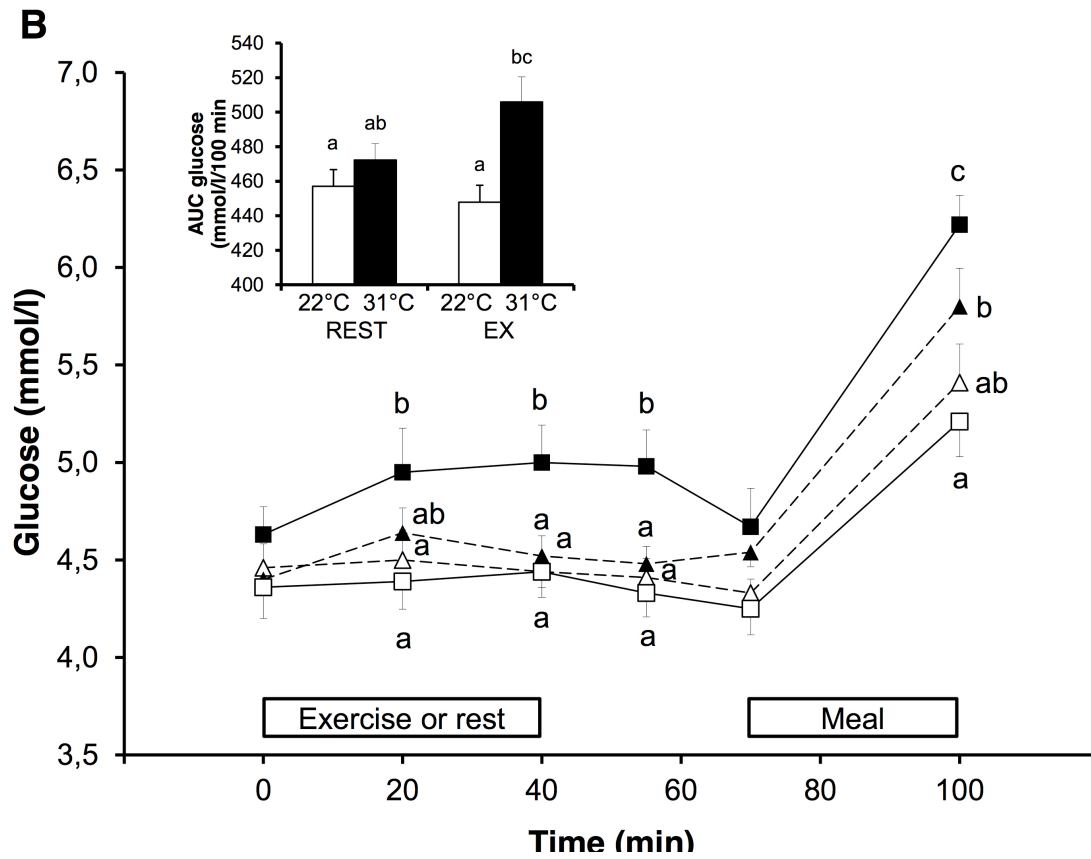 B
540
520
500
480
460
440
420
400
AUC glucose
(mmol/l/100 min
a
ab
a
bc
22°C 31°C 22°C 31°C
REST EX
7,0
6,5
6,0
5,5
5,0
4,5
4,0
3,5
Glucose (mmol/l)
c
b
ab
a
b
b
b
ab
a
a
a
a
a
a
a
a
Exercise or rest
Meal
0 20 40 60 80 100
Time (min)